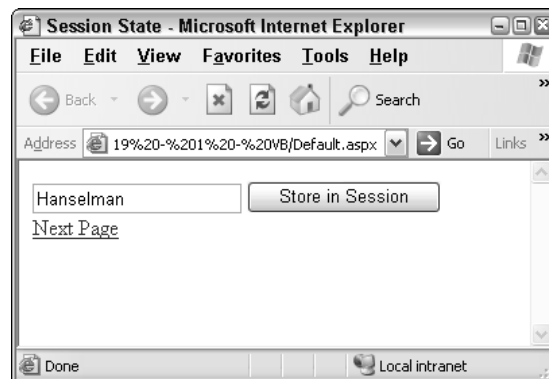 Session State - Microsoft Internet Explorer
File Edit View Favorites Tools Help
Back Search »
Address 19%20-%201%20-%20VB/Default.aspx Go Links »
Hanselman Store in Session
Next Page
Done Local intranet